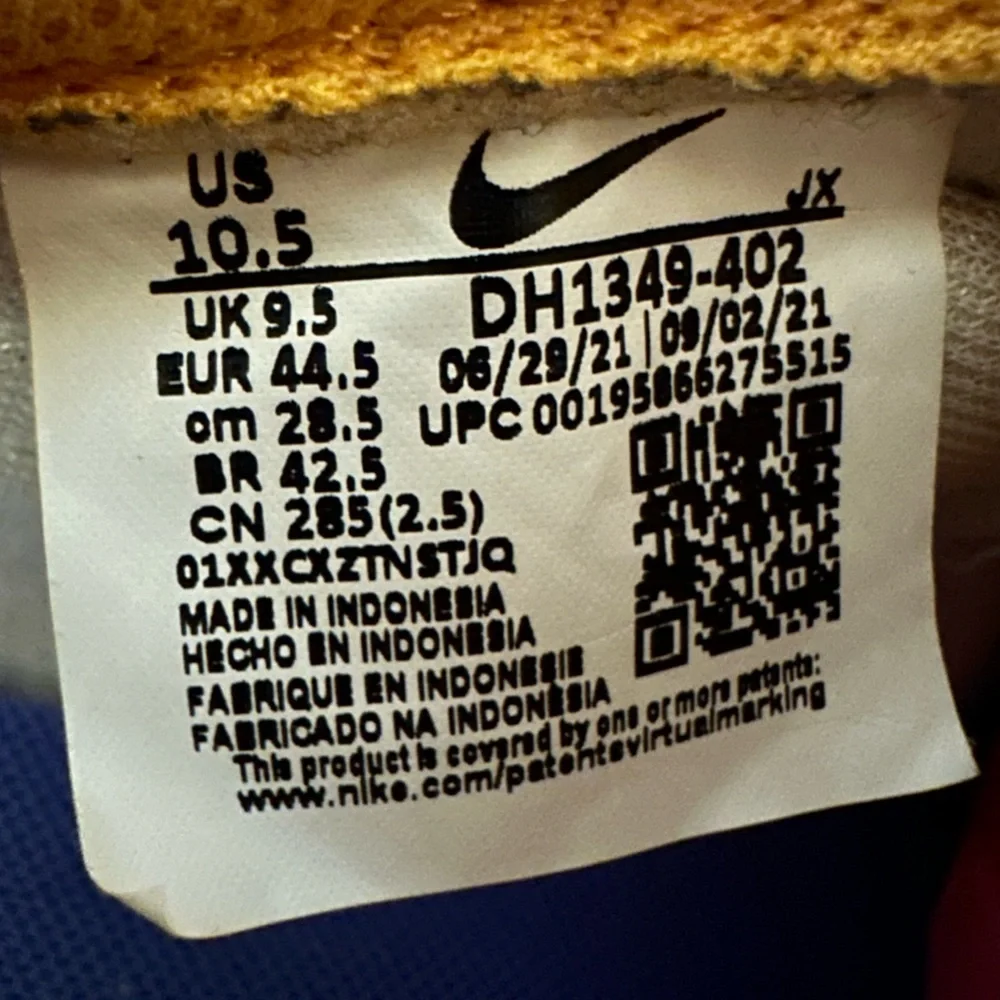 US
10.5
JX
UK 9.5
EUR 44.5
cm 28.5
BR 42.5
CN 285(2.5)
DH1349-402
06/29/21 | 09/02/21
UPC 00195866275515
01XXCXZTNSTJQ
MADE IN INDONESIA
HECHO EN INDONESIA
FABRIQUE EN INDONESIE
FABRICADO NA INDONÉSIA
This product is covered by one or more patents:
www.nike.com/patentsvirtualmarking